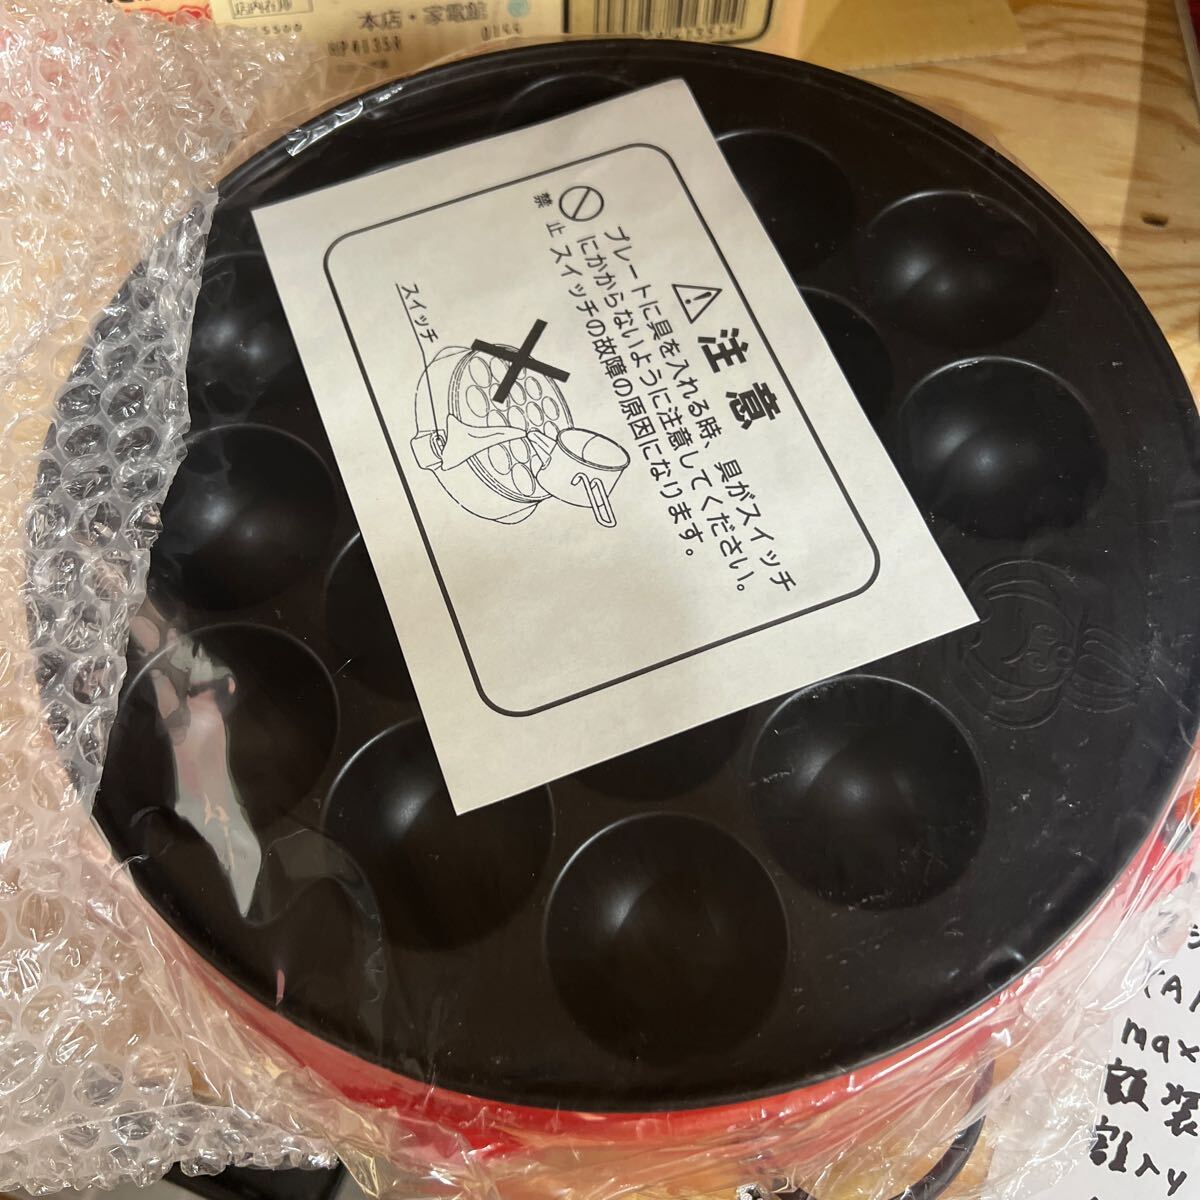 本店・家電館
注意
プレートに具を入れる時、具がスイッチ
にかからないように注意してください。
スイッチの故障の原因になります。
禁止
スイッチ
max